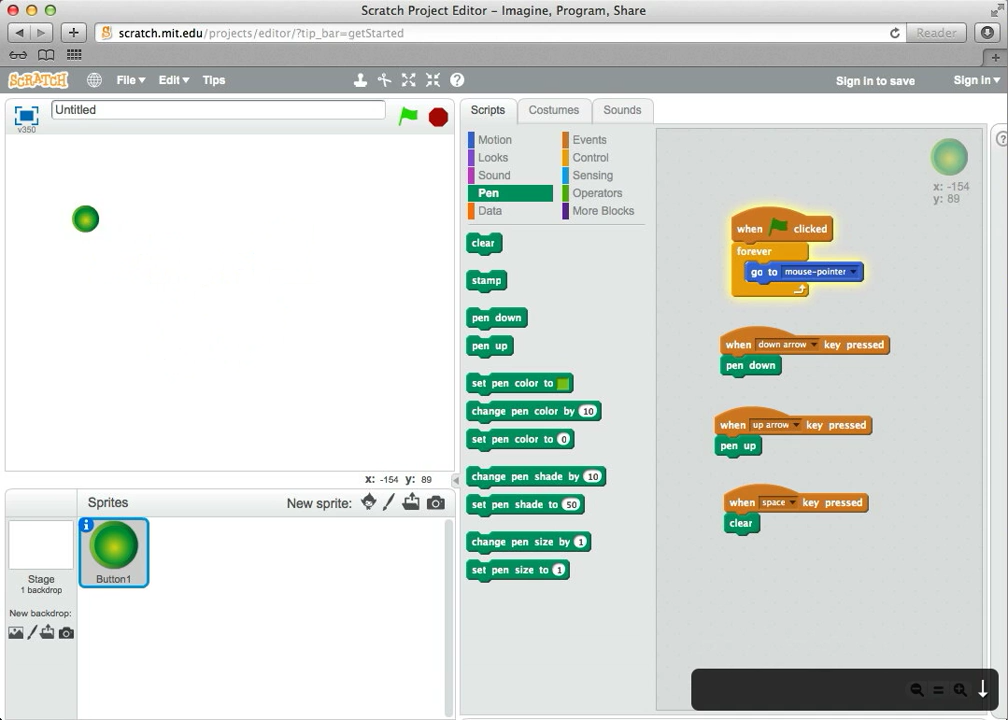 Scratch Project Editor - Imagine, Program, Share
scratch.mit.edu/projects/editor/?tip_bar=getStarted
Reader
SCRATCH
File
Edit
Tips
Sign in to save
Sign in
v350
Untitled
Scripts
Costumes
Sounds
Motion
Looks
Sound
Pen
Data
Events
Control
Sensing
Operators
More Blocks
clear
stamp
pen down
pen up
set pen color to
change pen color by 10
set pen color to 0
change pen shade by 10
set pen shade to 50
change pen size by 1
set pen size to 1
x: -154
y: 89
when clicked
forever
go to mouse-pointer
when down arrow key pressed
pen down
when up arrow key pressed
pen up
when space key pressed
clear
x: -154 y: 89
Sprites
New sprite:
Stage
1 backdrop
New backdrop:
Button1